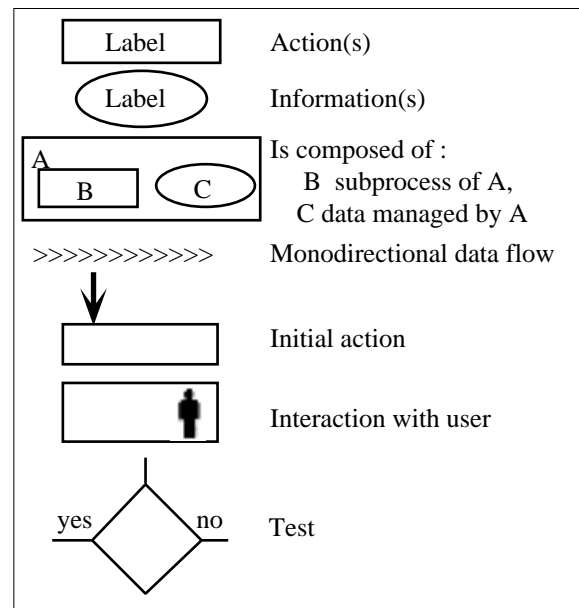 Label Action(s)
Label Information(s)
A Is composed of :
B C B subprocess of A,
C data managed by A
>>>>>>>>>>>> Monodirectional data flow
Initial action
Interaction with user
yes no Test